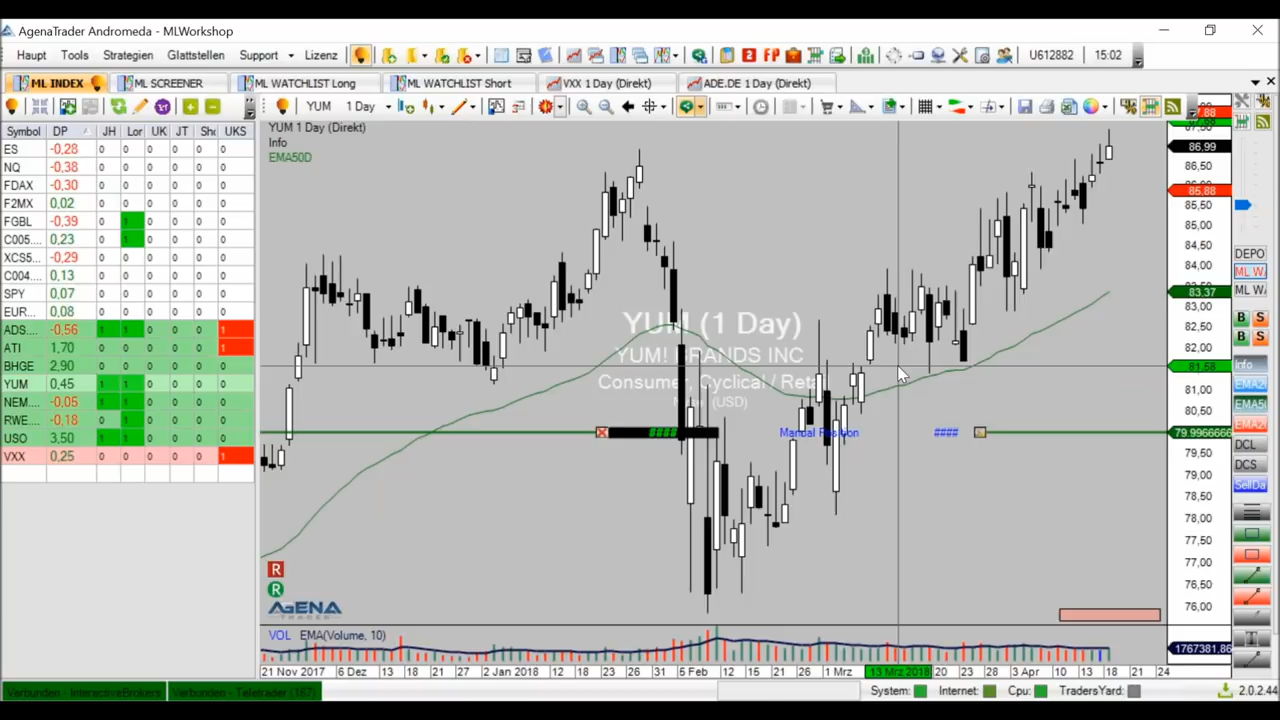 AgenaTrader Andromeda - MLWorkshop
Haupt Tools Strategien Glattstellen Support Lizenz U612882 15:02
ML INDEX ML SCREENER ML WATCHLIST Long ML WATCHLIST Short VXX 1 Day (Direkt) ADE.DE 1 Day (Direkt)
YUM 1 Day
Symbol DP JH Lor UK JT Sho UKS
ES -0,28 0 0 0 0 0 0
NQ -0,38 0 0 0 0 0 0
FDAX -0,30 0 0 0 0 0 0
F2MX 0,02 0 0 0 0 0 0
FGBL -0,39 0 1 0 0 0 0
C005.... 0,23 0 1 0 0 0 0
XCS5... -0,29 0 0 0 0 0 0
C004.... 0,13 0 0 0 0 0 0
SPY 0,07 0 0 0 0 0 0
EUR... 0,08 0 0 0 0 0 0
ADS.... -0,56 1 1 0 0 0 1
ATI 1,70 0 0 0 0 0 1
BHGE 2,90 0 0 0 0 0 0
YUM 0,45 1 1 0 0 0 0
NEM.... -0,05 1 1 0 0 0 0
RWE.... -0,18 0 1 0 0 0 0
USO 3,50 1 1 0 0 0 0
VXX 0,25 0 0 0 0 0 1
YUM 1 Day (Direkt)
Info
EMA50D
YUM (1 Day)
YUM! BRANDS INC
Consumer, Cyclical / Reta
(USD)
#### Manual Position ####
R
R
AGENA
TRADER
VOL EMA(Volume, 10)
87,50
86,99
86,50
85,88
85,50
85,00
84,50
84,00
83,37
83,00
82,50
82,00
81,58
81,00
80,50
79.9966666
79,50
79,00
78,50
78,00
77,50
77,00
76,50
76,00
1767381.86
DEPO
ML W
ML W
B S
B S
Info
EMA2
EMA5
EMA2
DCL
DCS
SellDa
T
21 Nov 2017 6 Dez 12 18 26 2 Jan 2018 12 18 23 26 5 Feb 12 14 21 26 1 Mrz 13 Mrz 2018 20 23 28 3 Apr 10 13 18 21 24
Verbunden - InteractiveBrokers Verbunden - Teletrader (167) System: Internet: Cpu: TradersYard: 2.0.2.44